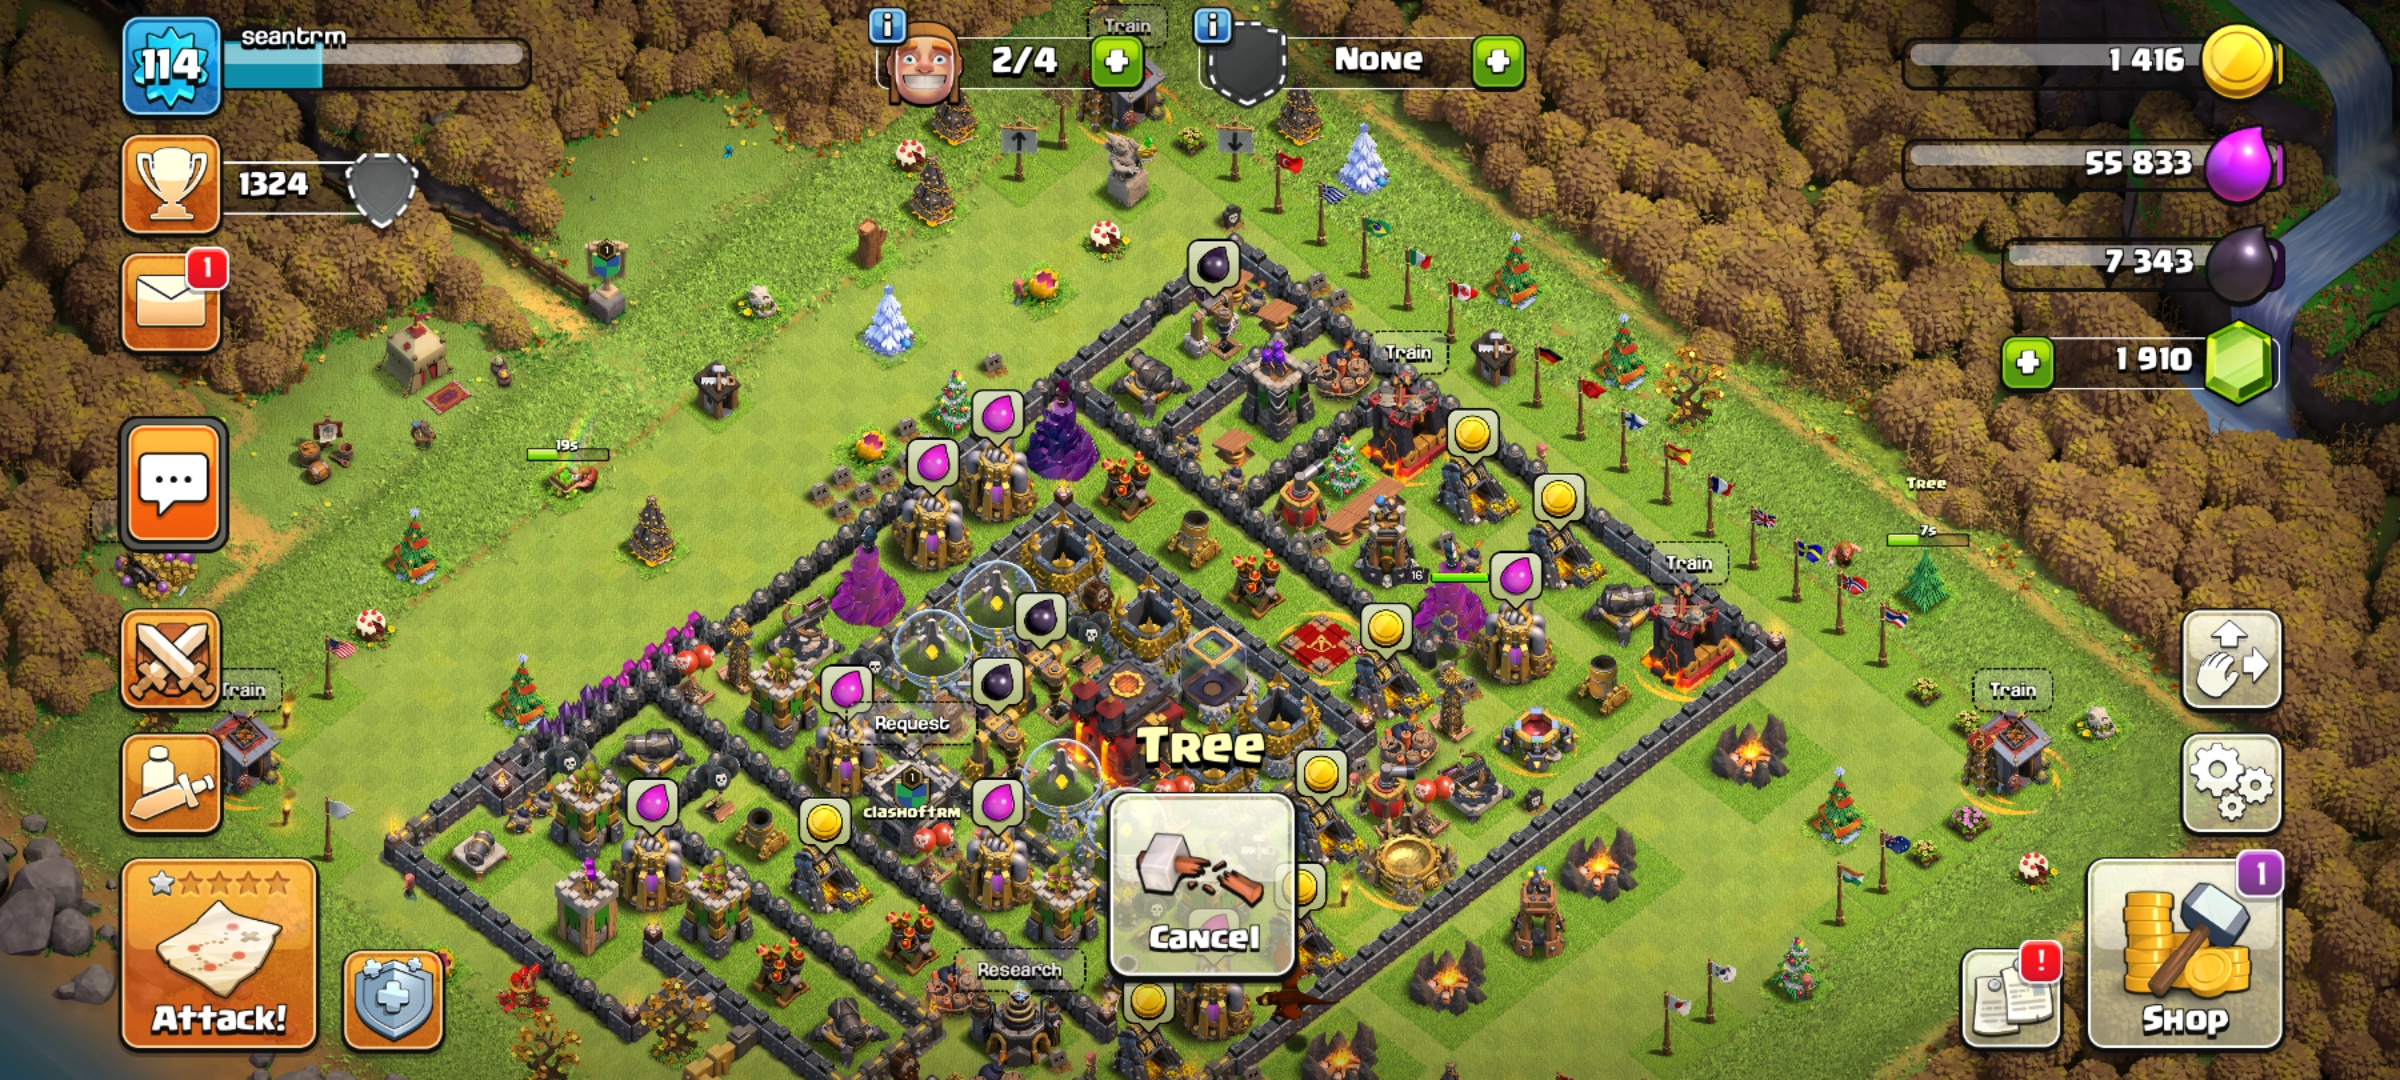 114
seantrm
2/4
Train
None
1 416
1324
55 833
1
7 343
1 910
Train
19s
Tree
7s
16
Train
Train
Train
Request
Tree
clashoftrm
Cancel
1
Attack!
Research
!
Shop